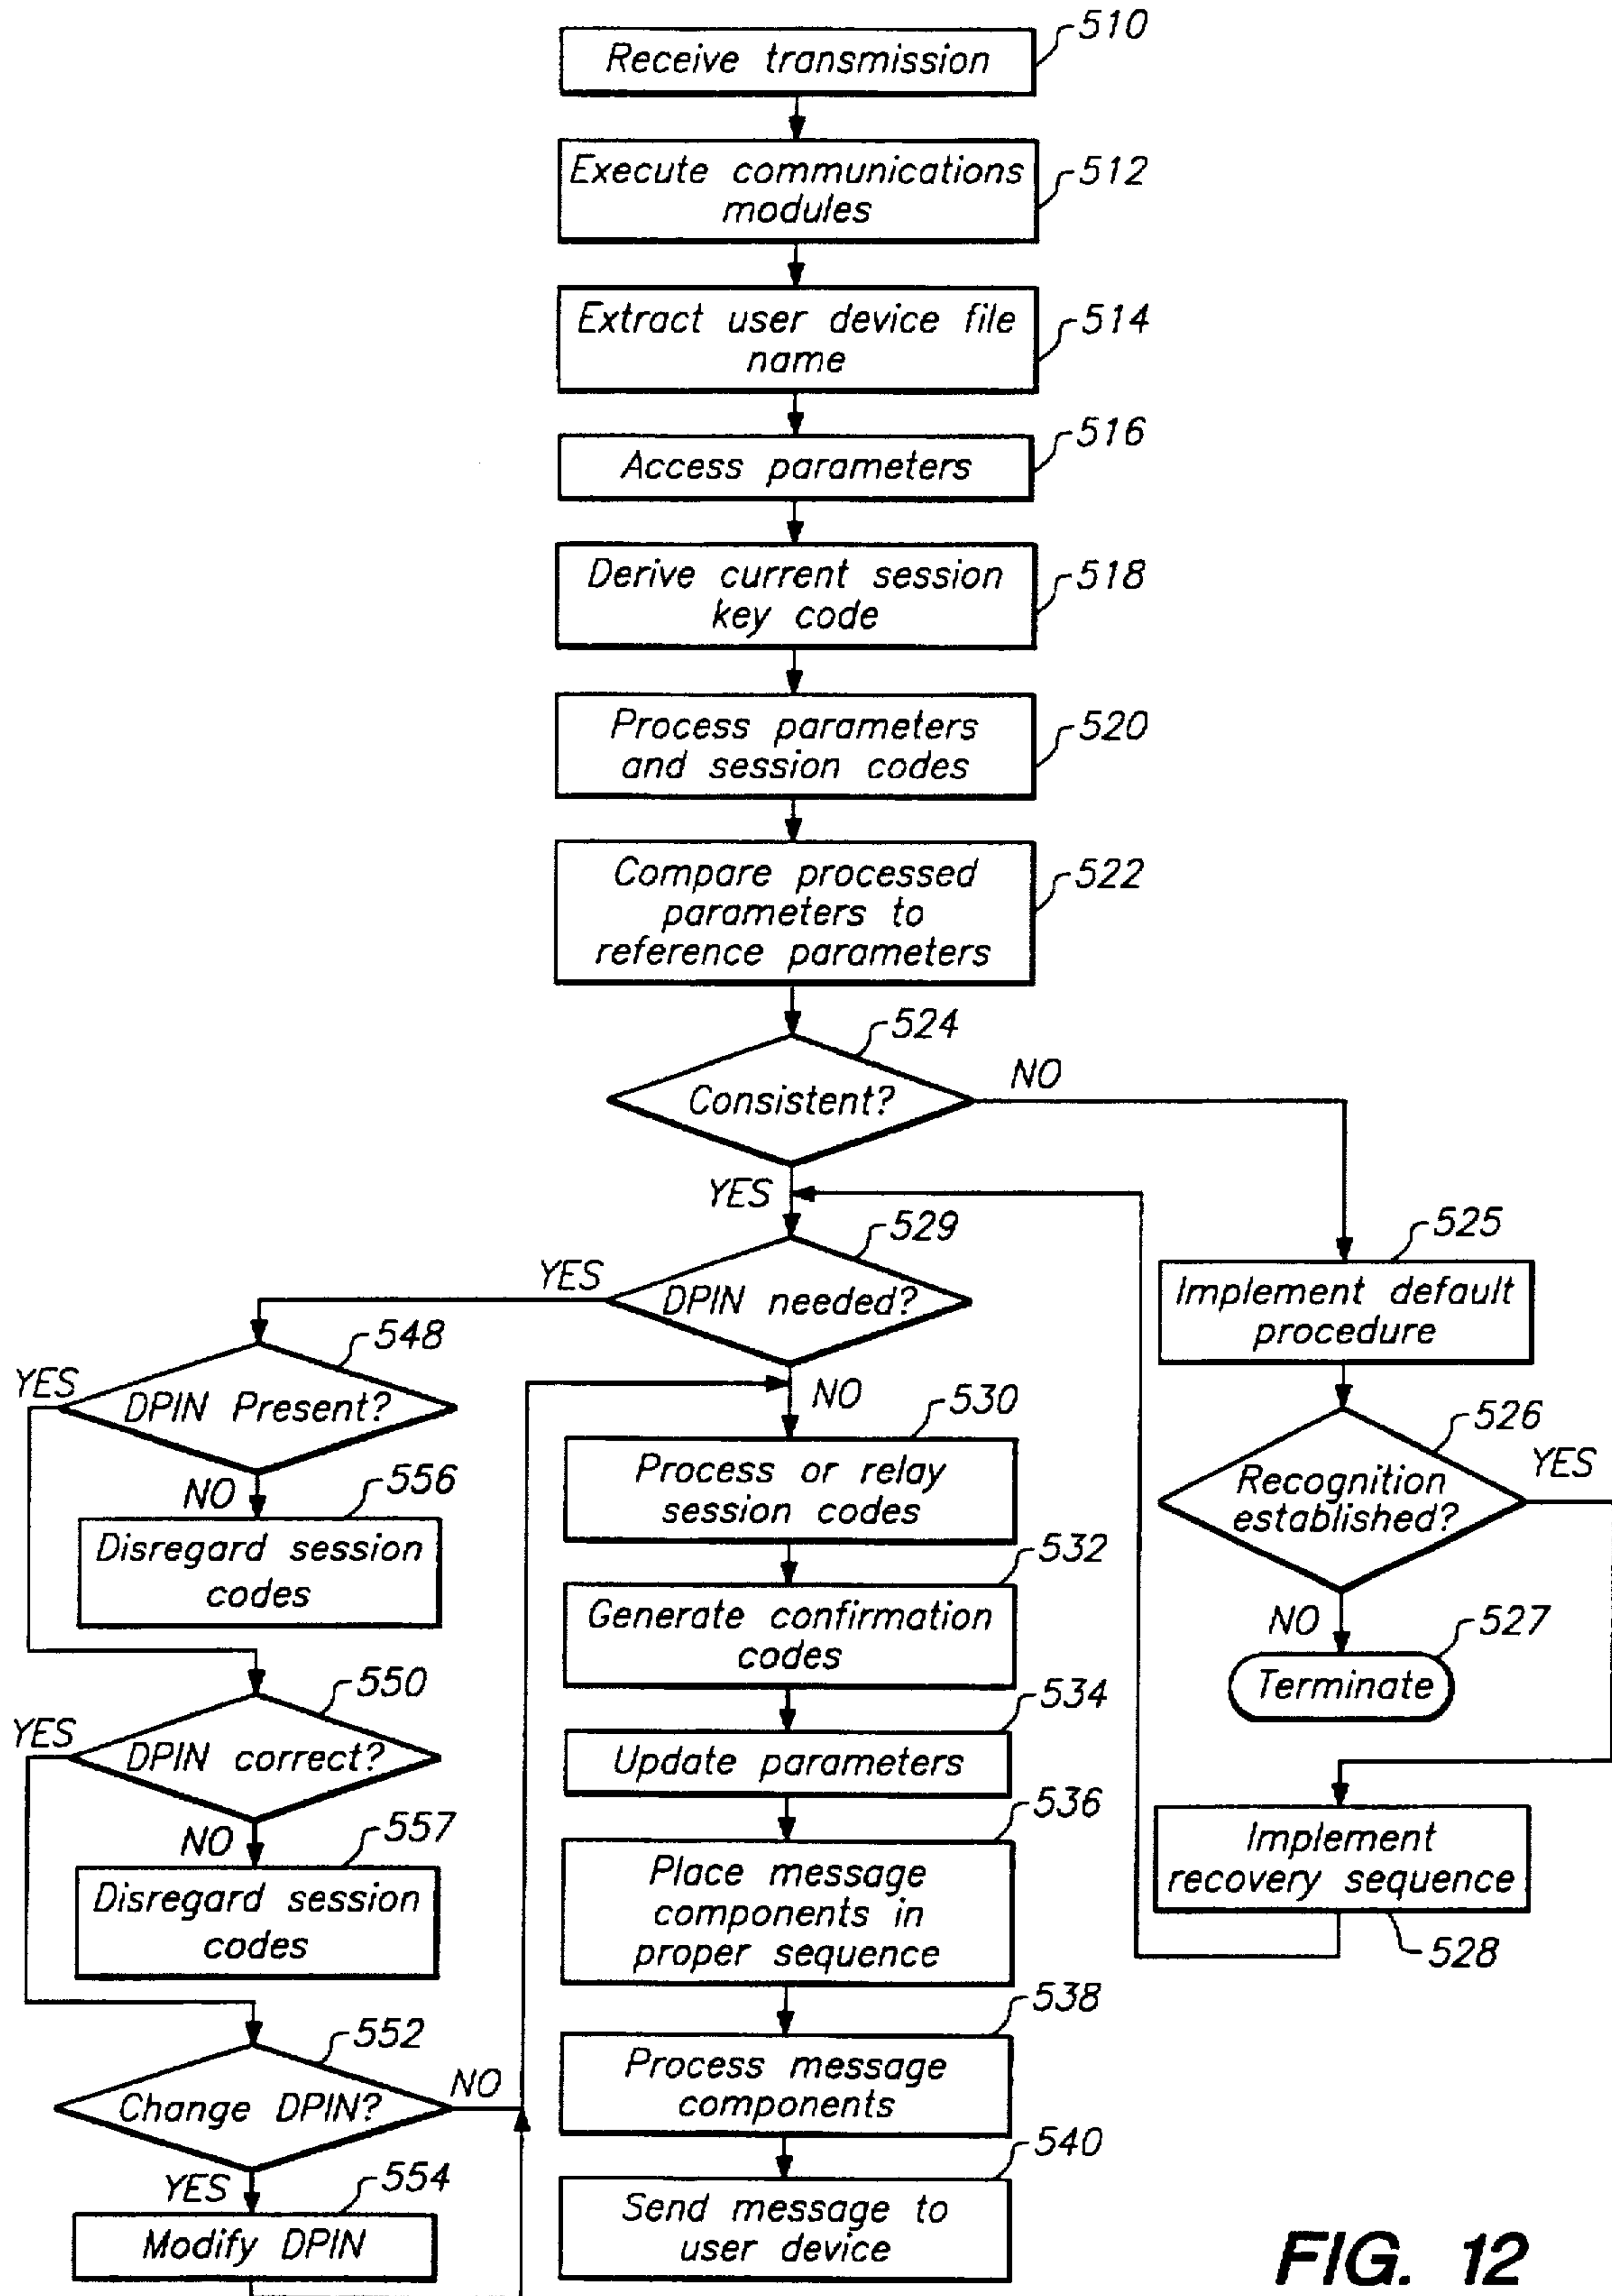 Receive transmission
510
Execute communications
modules
512
Extract user device file
name
514
Access parameters
516
Derive current session
key code
518
Process parameters
and session codes
520
Compare processed
parameters to
reference parameters
522
524
Consistent?
NO
YES
529
DPIN needed?
YES
NO
525
Implement default
procedure
526
Recognition
established?
YES
NO
527
Terminate
Implement
recovery sequence
528
548
DPIN Present?
YES
NO
556
Disregard session
codes
550
DPIN correct?
YES
NO
557
Disregard session
codes
552
Change DPIN?
NO
YES
554
Modify DPIN
530
Process or relay
session codes
532
Generate confirmation
codes
534
Update parameters
536
Place message
components in
proper sequence
538
Process message
components
540
Send message to
user device
FIG. 12